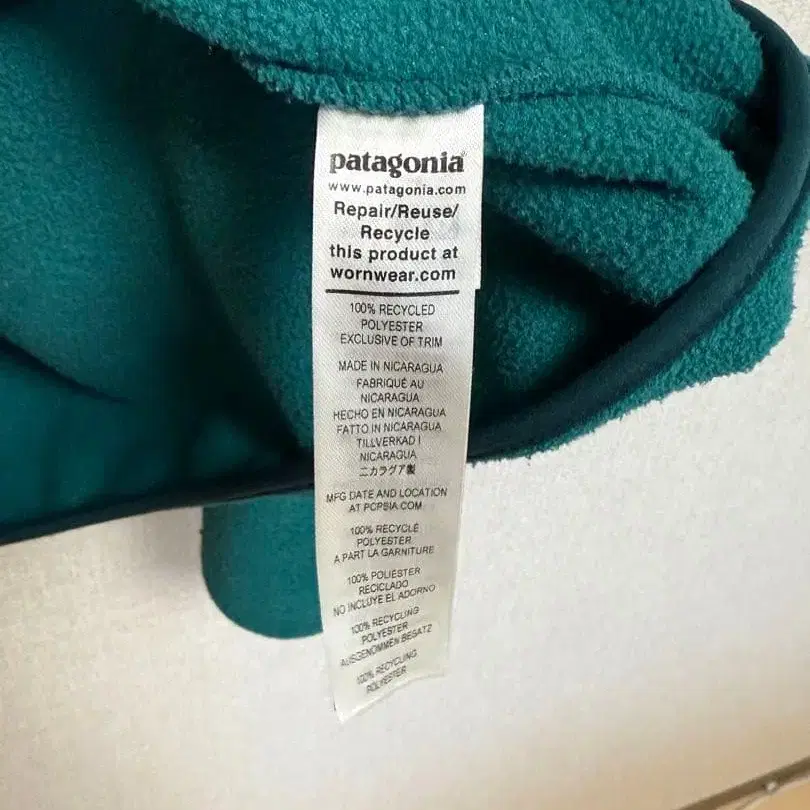 patagonia®
www.patagonia.com
Repair/Reuse/
Recycle
this product at
wornwear.com
100% RECYCLED
POLYESTER
EXCLUSIVE OF TRIM
MADE IN NICARAGUA
FABRIQUÉ AU
NICARAGUA
HECHO EN NICARAGUA
FATTO IN NICARAGUA
TILLVERKAD I
NICARAGUA
ニカラグア製
MFG DATE AND LOCATION
AT PCPSIA.COM
100% RECYCLÉ
POLYESTER
A PART LA GARNITURE
100% POLIÉSTER
RECICLADO
NO INCLUYE EL ADORNO
100% RECYCLING
POLYESTER
AUSGENOMMEN BESATZ
100% RECYCLING
POLYESTER